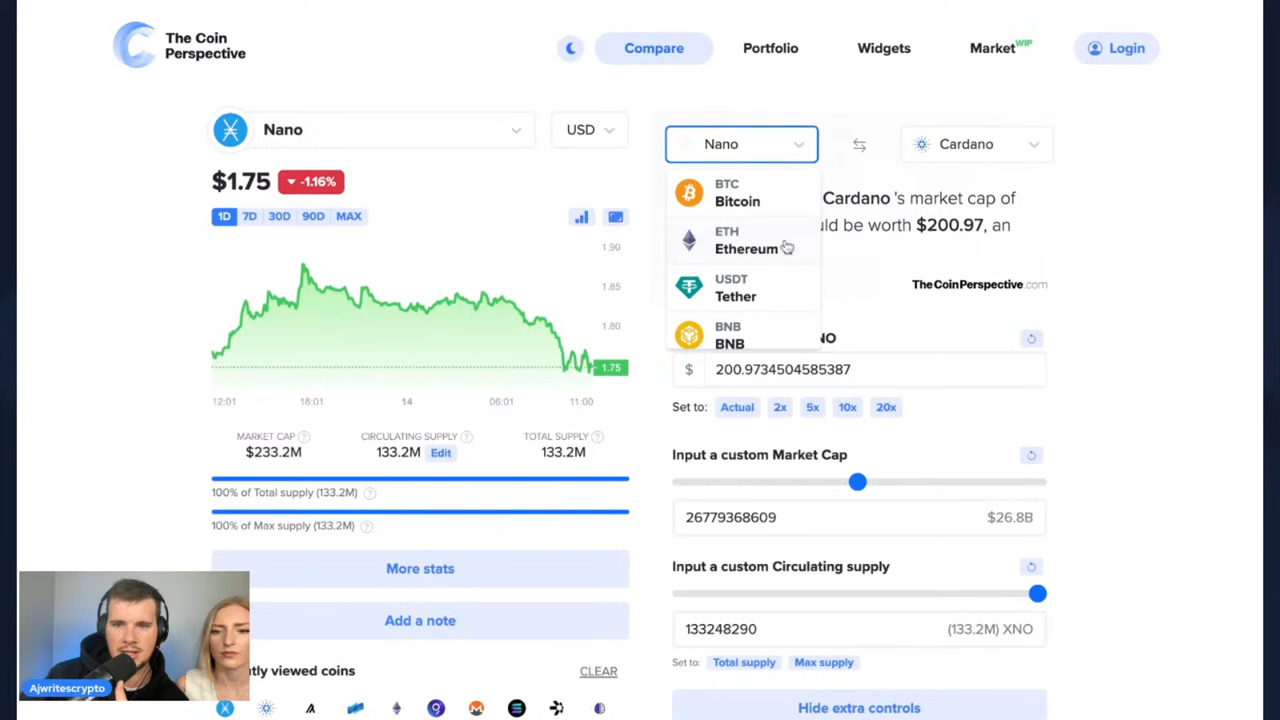 The Coin
Perspective
Compare
Portfolio
Widgets
Market WIP
Login
Nano
USD
$1.75
-1.16%
1D
7D
30D
90D
MAX
1.90
1.85
1.80
1.75
12:01
18:01
14
06:01
11:00
MARKET CAP
$233.2M
CIRCULATING SUPPLY
133.2M Edit
TOTAL SUPPLY
133.2M
100% of Total supply (133.2M)
100% of Max supply (133.2M)
More stats
Add a note
tly viewed coins
CLEAR
Ajwritescrypto
Nano
Cardano
BTC
Bitcoin
ETH
Ethereum
USDT
Tether
BNB
BNB
Cardano 's market cap of
ld be worth $200.97, an
TheCoinPerspective.com
NO
$ 200.9734504585387
Set to: Actual 2x 5x 10x 20x
Input a custom Market Cap
26779368609 $26.8B
Input a custom Circulating supply
133248290 (133.2M) XNO
Set to: Total supply Max supply
Hide extra controls